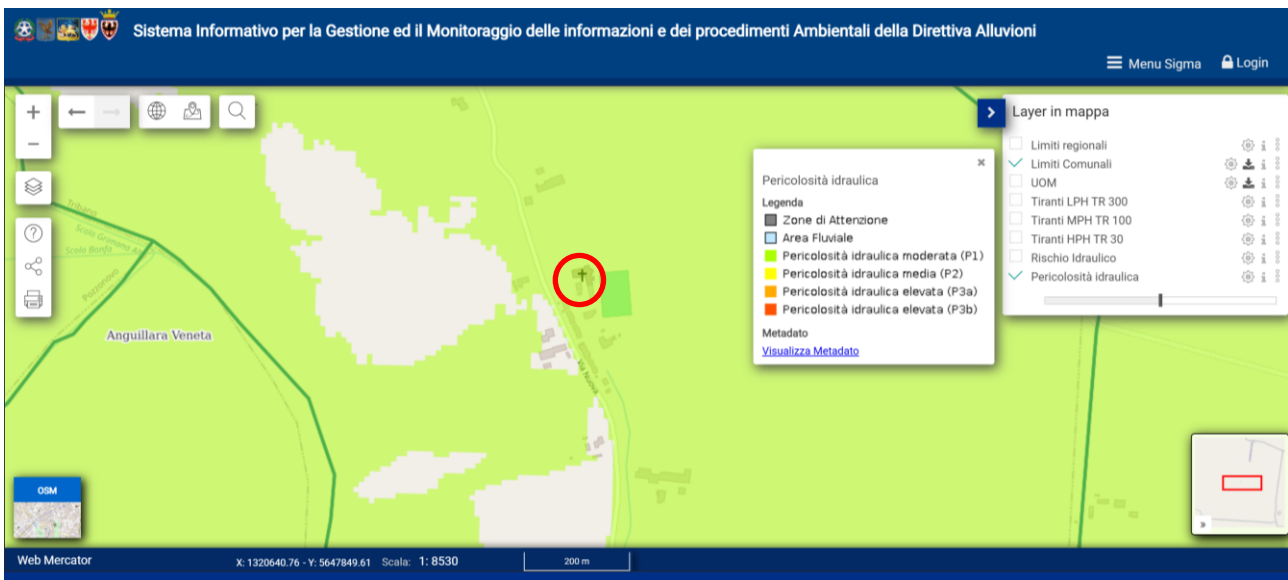 Sistema Informativo per la Gestione ed il Monitoraggio delle informazioni e dei procedimenti Ambientali della Direttiva Alluvioni
Menu Sigma
Login
Layer in mappa
Limiti regionali
Limiti Comunali
UOM
Tiranti LPH TR 300
Tiranti MPH TR 100
Tiranti HPH TR 30
Rischio Idraulico
Pericolosità idraulica
Pericolosità idraulica
Legenda
Zone di Attenzione
Area Fluviale
Pericolosità idraulica moderata (P1)
Pericolosità idraulica media (P2)
Pericolosità idraulica elevata (P3a)
Pericolosità idraulica elevata (P3b)
Metadato
Visualizza Metadato
Tribano
Scolo Bonfa
Pozzonovo
Anguillara Veneta
Via Nuova
OSM
Web Mercator
X: 1320640.76 - Y: 5647849.61 Scala: 1: 8530
200 m